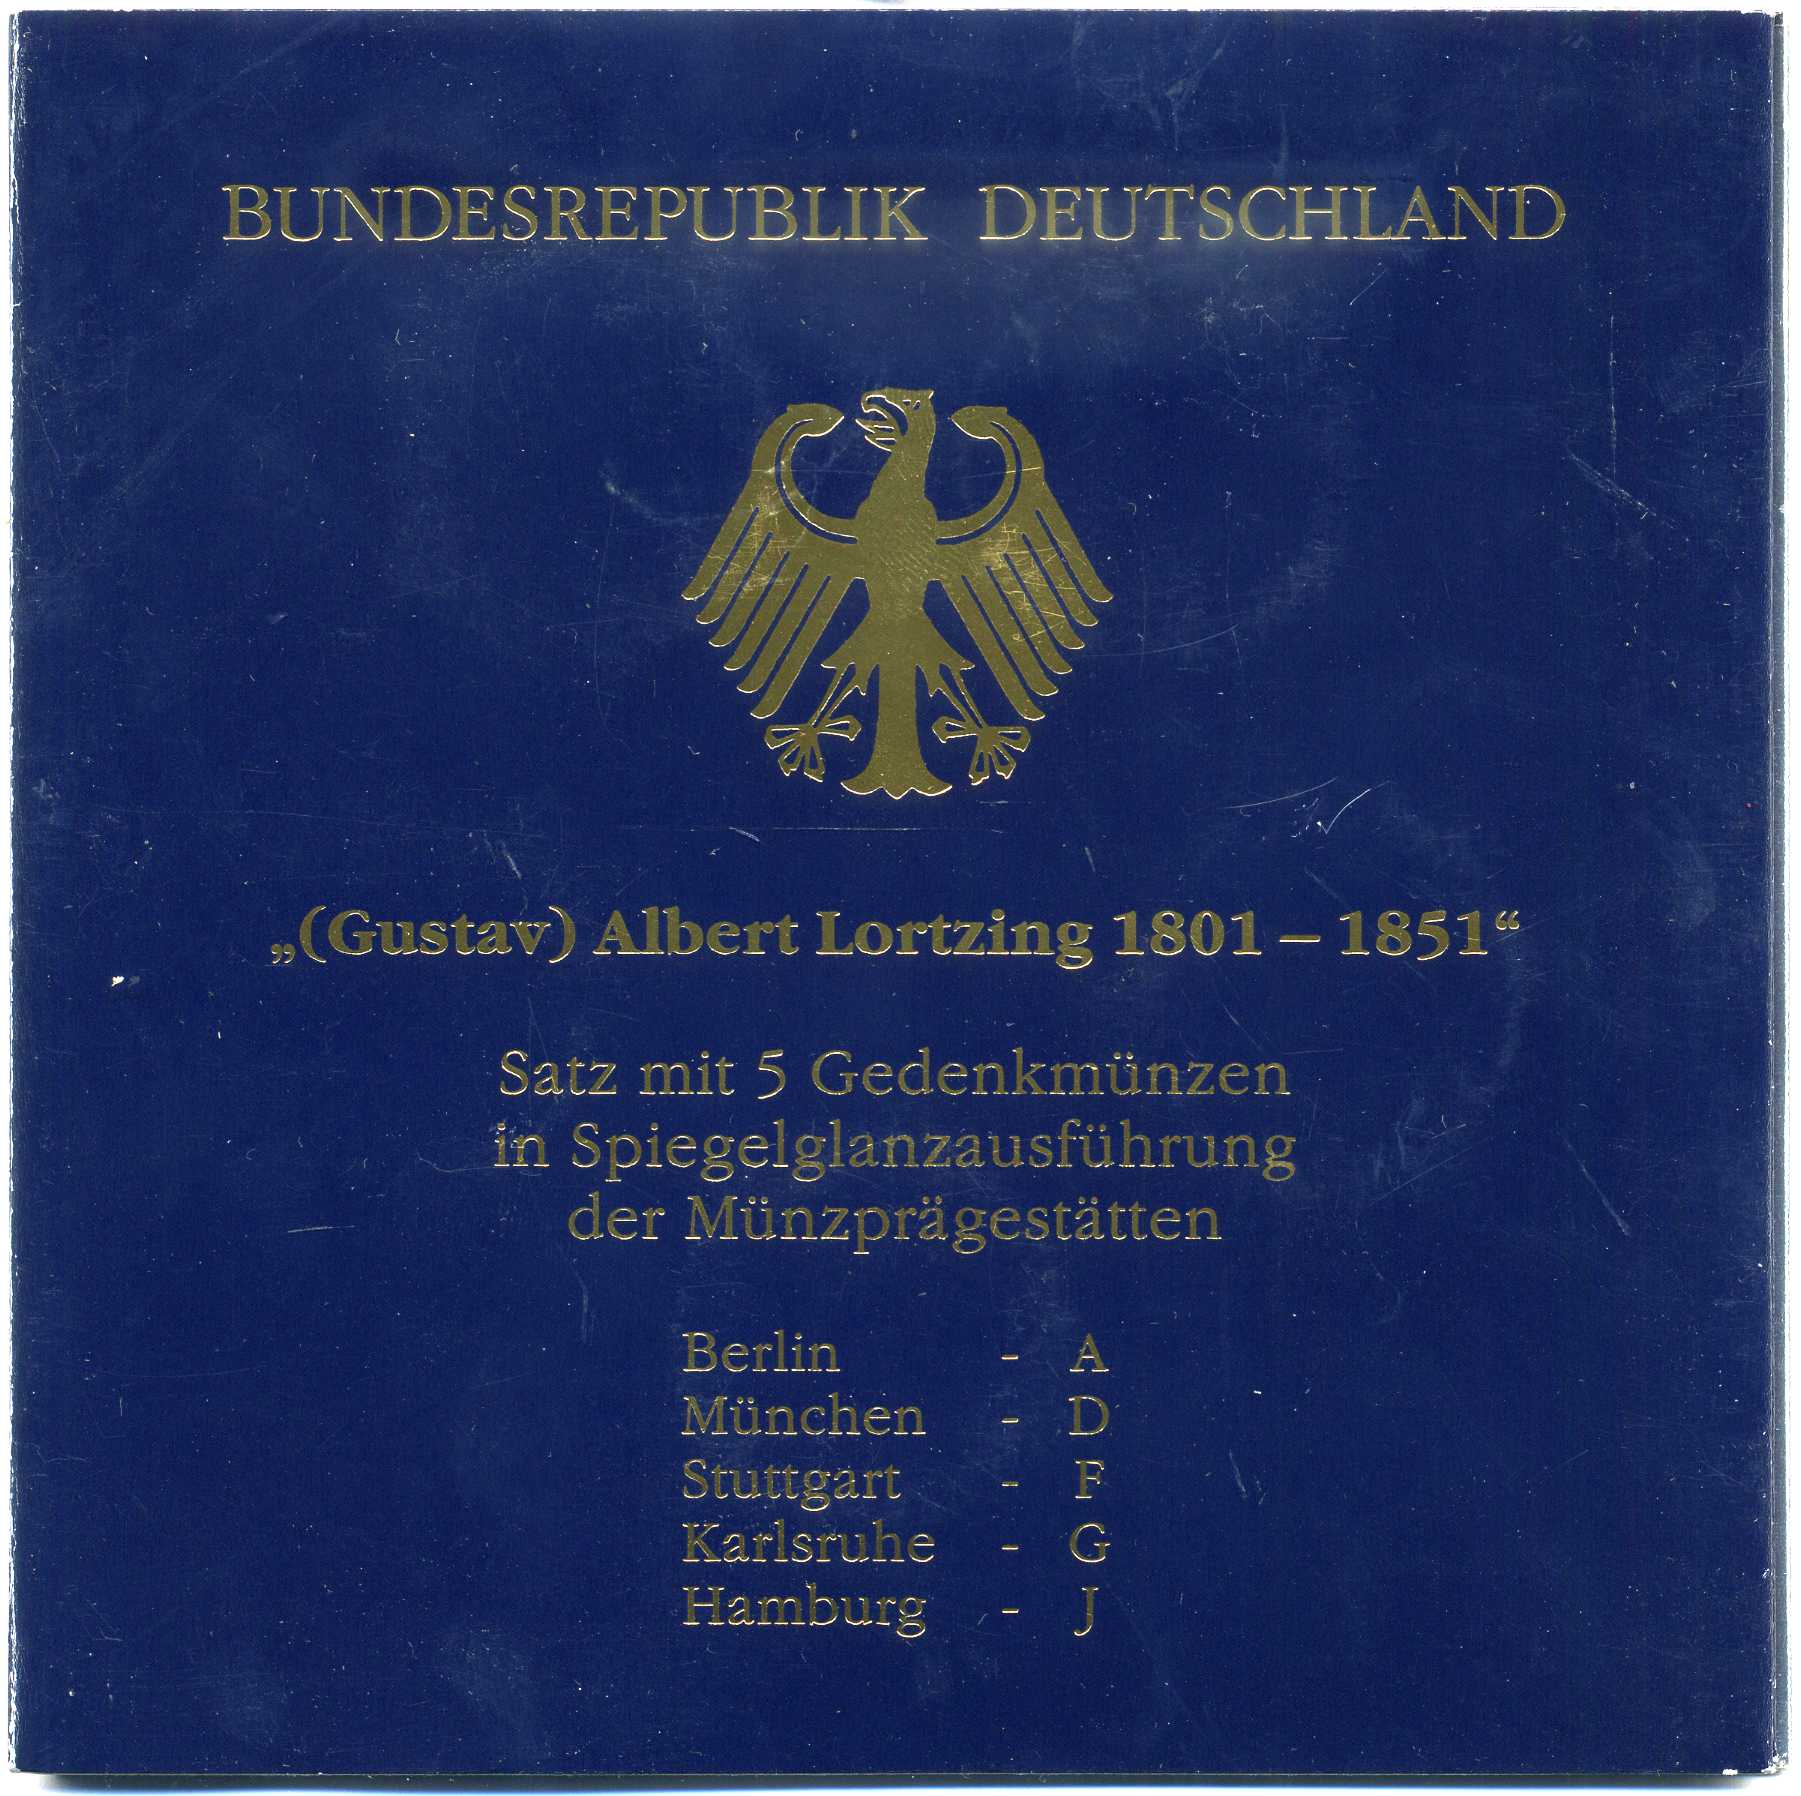 BUNDESREPUBLIK DEUTSCHLAND
„(Gustav) Albert Lortzing 1801 – 1851“
Satz mit 5 Gedenkmünzen
in Spiegelglanzausführung
der Münzprägestätten
Berlin - A
München - D
Stuttgart - F
Karlsruhe - G
Hamburg - J